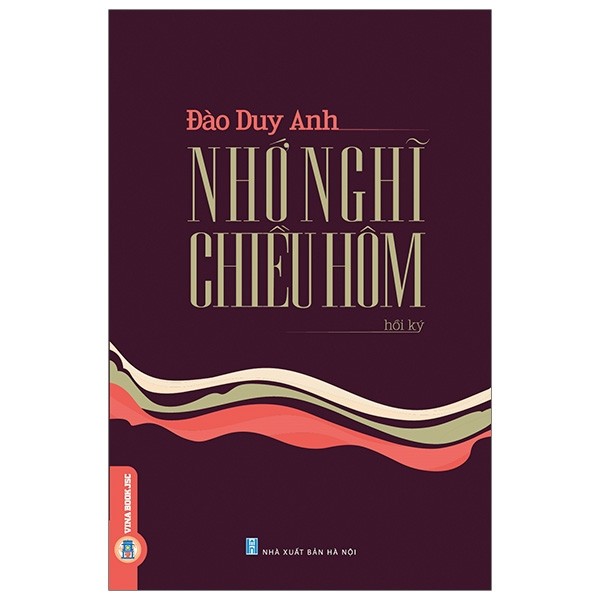 Đào Duy Anh
NHỚ NGHĨ
CHIỀU HÔM
hồi ký
VINA BOOK.JSC
NHÀ XUẤT BẢN HÀ NỘI